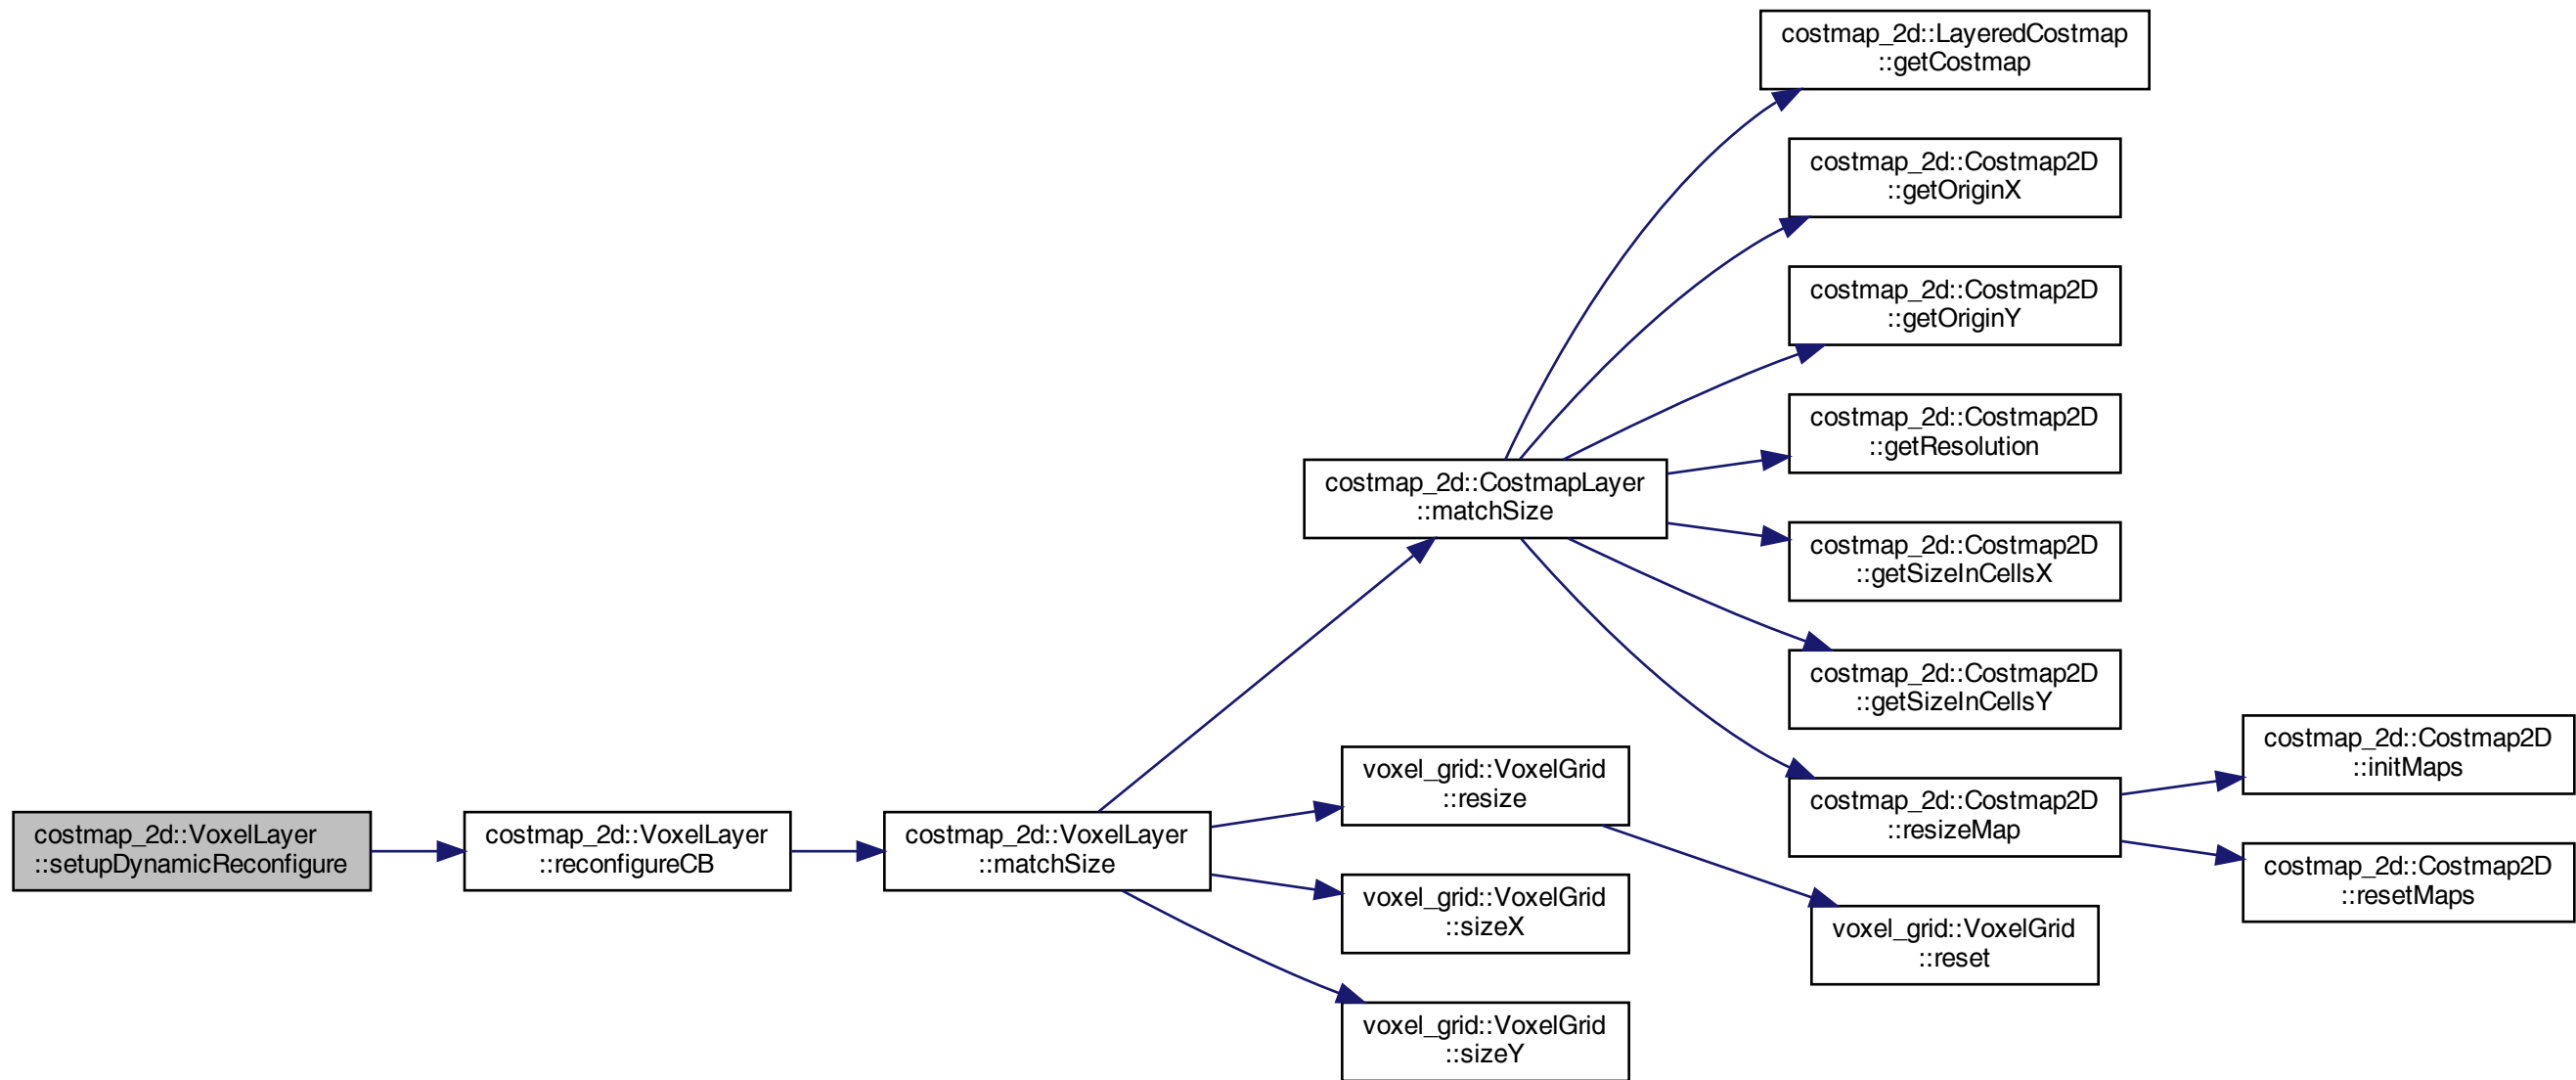 costmap_2d::LayeredCostmap
::getCostmap
costmap_2d::Costmap2D
::getOriginX
costmap_2d::Costmap2D
::getOriginY
costmap_2d::Costmap2D
::getResolution
costmap_2d::CostmapLayer
::matchSize
costmap_2d::Costmap2D
::getSizeInCellsX
costmap_2d::Costmap2D
::getSizeInCellsY
costmap_2d::Costmap2D
::initMaps
voxel_grid::VoxelGrid
::resize
costmap_2d::Costmap2D
::resizeMap
costmap_2d::VoxelLayer
::setupDynamicReconfigure
costmap_2d::VoxelLayer
::reconfigureCB
costmap_2d::VoxelLayer
::matchSize
costmap_2d::Costmap2D
::resetMaps
voxel_grid::VoxelGrid
::sizeX
voxel_grid::VoxelGrid
::reset
voxel_grid::VoxelGrid
::sizeY